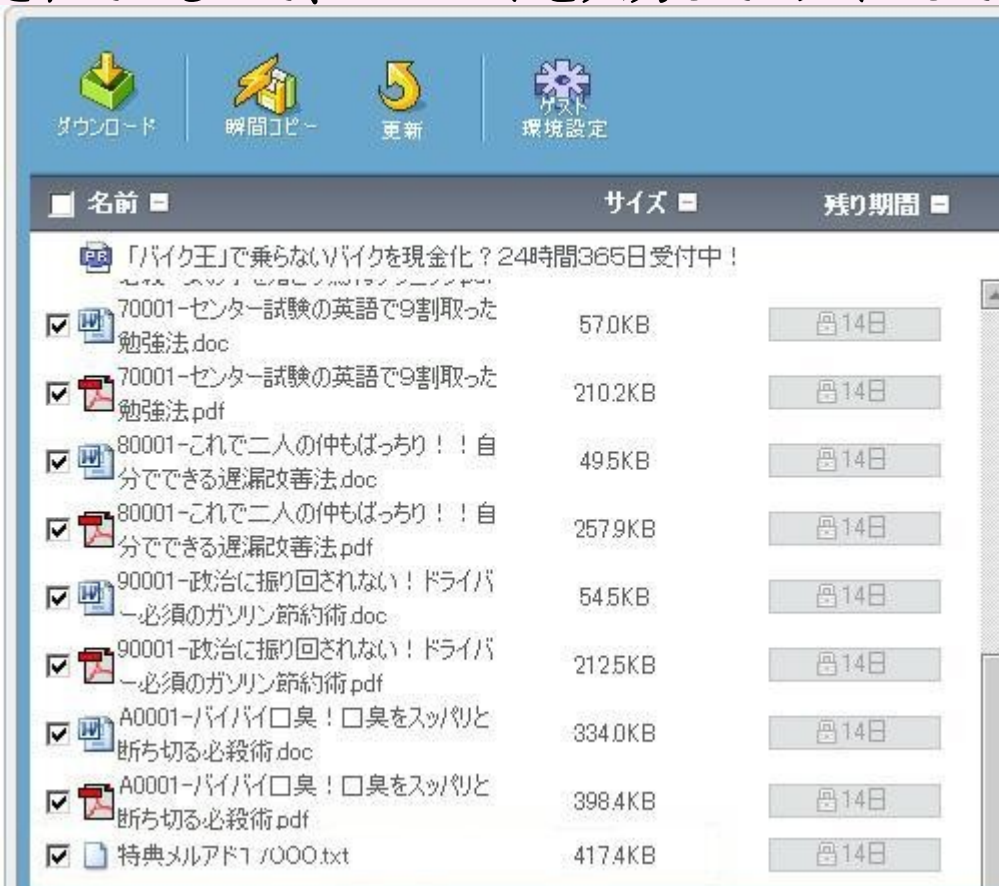 ダウンロード 瞬間コピー 更新 ゲスト
環境設定
名前 サイズ 残り期間
PR 「バイク王」で乗らないバイクを現金化?24時間365日受付中!
70001-センター試験の英語で9割取った
勉強法.doc 57.0KB 14日
70001-センター試験の英語で9割取った
勉強法.pdf 210.2KB 14日
80001-これで二人の仲もばっちり!!自
分でできる遅漏改善法.doc 49.5KB 14日
80001-これで二人の仲もばっちり!!自
分でできる遅漏改善法.pdf 257.9KB 14日
90001-政治に振り回されない!ドライバ
ー必須のガソリン節約術.doc 54.5KB 14日
90001-政治に振り回されない!ドライバ
ー必須のガソリン節約術.pdf 212.5KB 14日
A0001-バイバイ口臭!口臭をスッパリと
断ち切る必殺術.doc 334.0KB 14日
A0001-バイバイ口臭!口臭をスッパリと
断ち切る必殺術.pdf 398.4KB 14日
特典メルアド17000.txt 417.4KB 14日